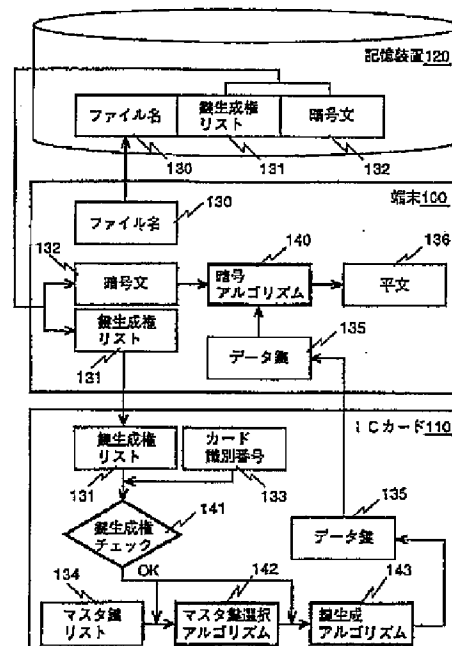 記憶装置120
ファイル名
鍵生成権
リスト
暗号文
130
131
132
端末100
ファイル名
130
132
暗号文
140
暗号
アルゴリズム
136
平文
鍵生成権
リスト
131
データ鍵
135
ICカード110
鍵生成権
リスト
131
カード
識別番号
133
鍵生成権
チェック
141
OK
135
データ鍵
134
マスタ鍵
リスト
142
マスタ鍵選択
アルゴリズム
143
鍵生成
アルゴリズム